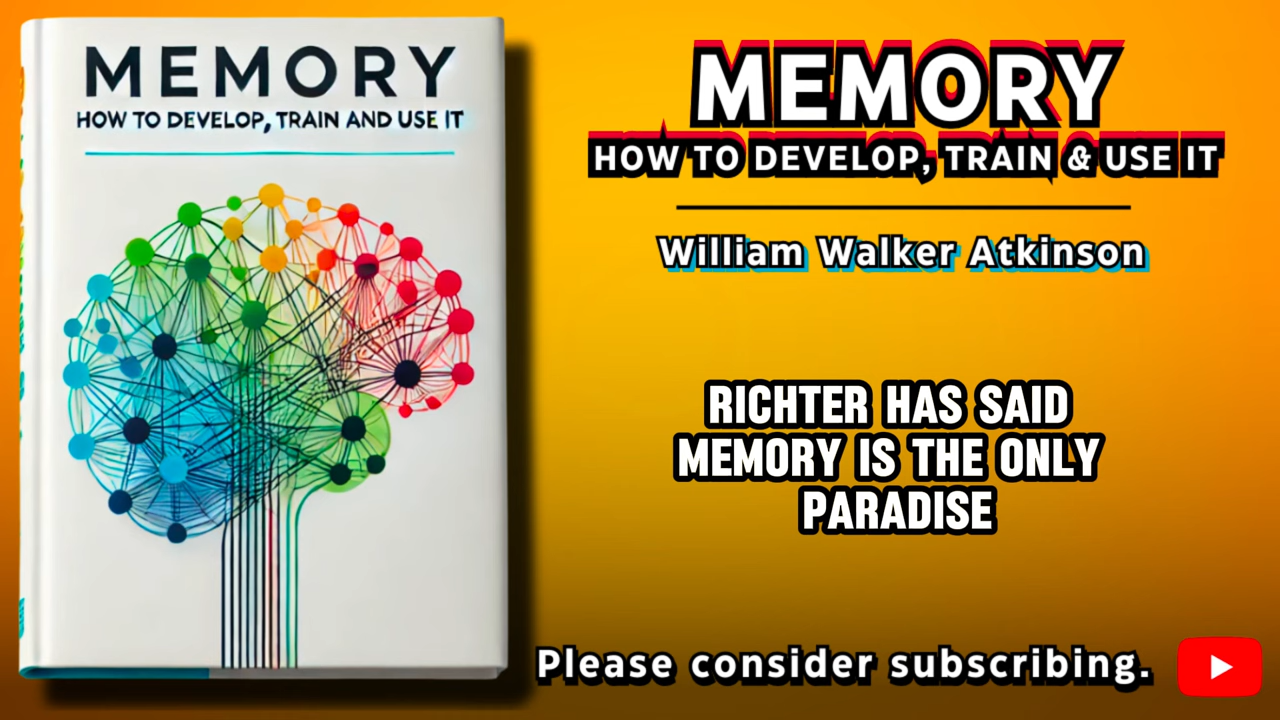 MEMORY
HOW TO DEVELOP, TRAIN AND USE IT
MEMORY
HOW TO DEVELOP, TRAIN & USE IT
William Walker Atkinson
RICHTER HAS SAID
MEMORY IS THE ONLY
PARADISE
Please consider subscribing.